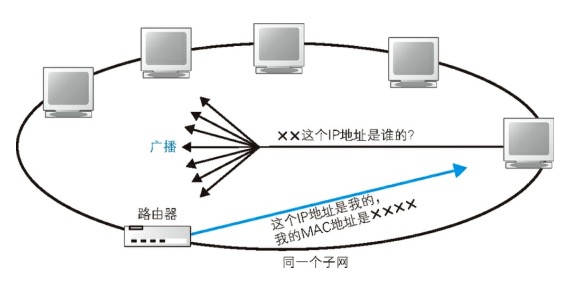 ××这个IP地址是谁的?
广播
路由器
这个IP地址是我的,
我的MAC地址是××××
同一个子网